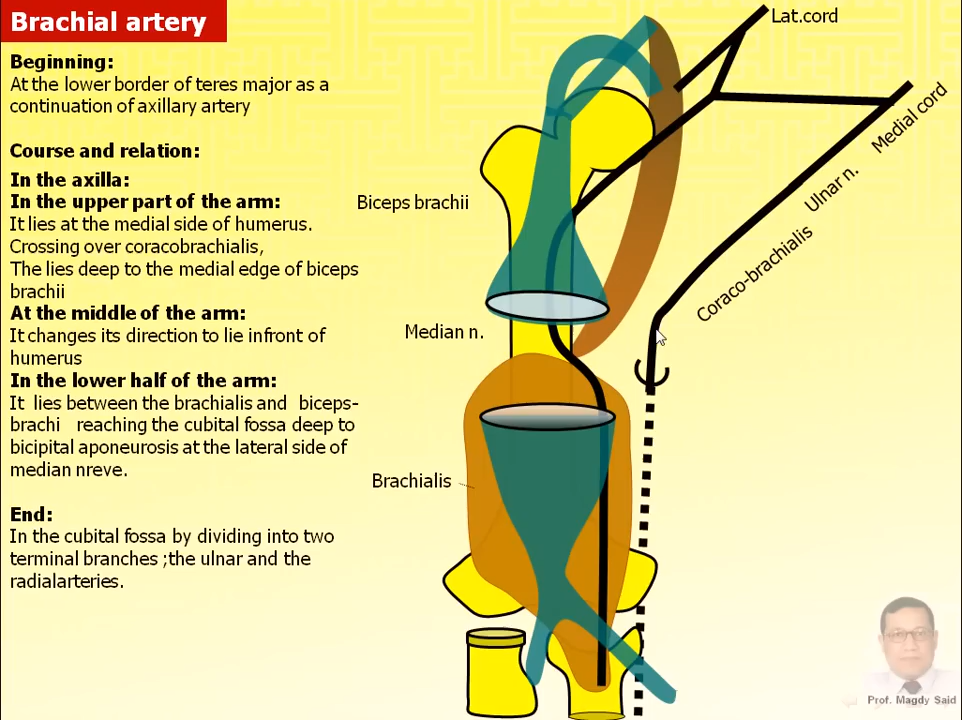 Brachial artery
Beginning:
At the lower border of teres major as a
continuation of axillary artery
Course and relation:
In the axilla:
In the upper part of the arm:
It lies at the medial side of humerus.
Crossing over coracobrachialis,
The lies deep to the medial edge of biceps
brachii
At the middle of the arm:
It changes its direction to lie infront of
humerus
In the lower half of the arm:
It lies between the brachialis and biceps-
brachi reaching the cubital fossa deep to
bicipital aponeurosis at the lateral side of
median nreve.
End:
In the cubital fossa by dividing into two
terminal branches ;the ulnar and the
radialarteries.
Lat.cord
Medial cord
Ulnar n.
Biceps brachii
Coraco-brachialis
Median n.
Brachialis
Prof. Magdy Said